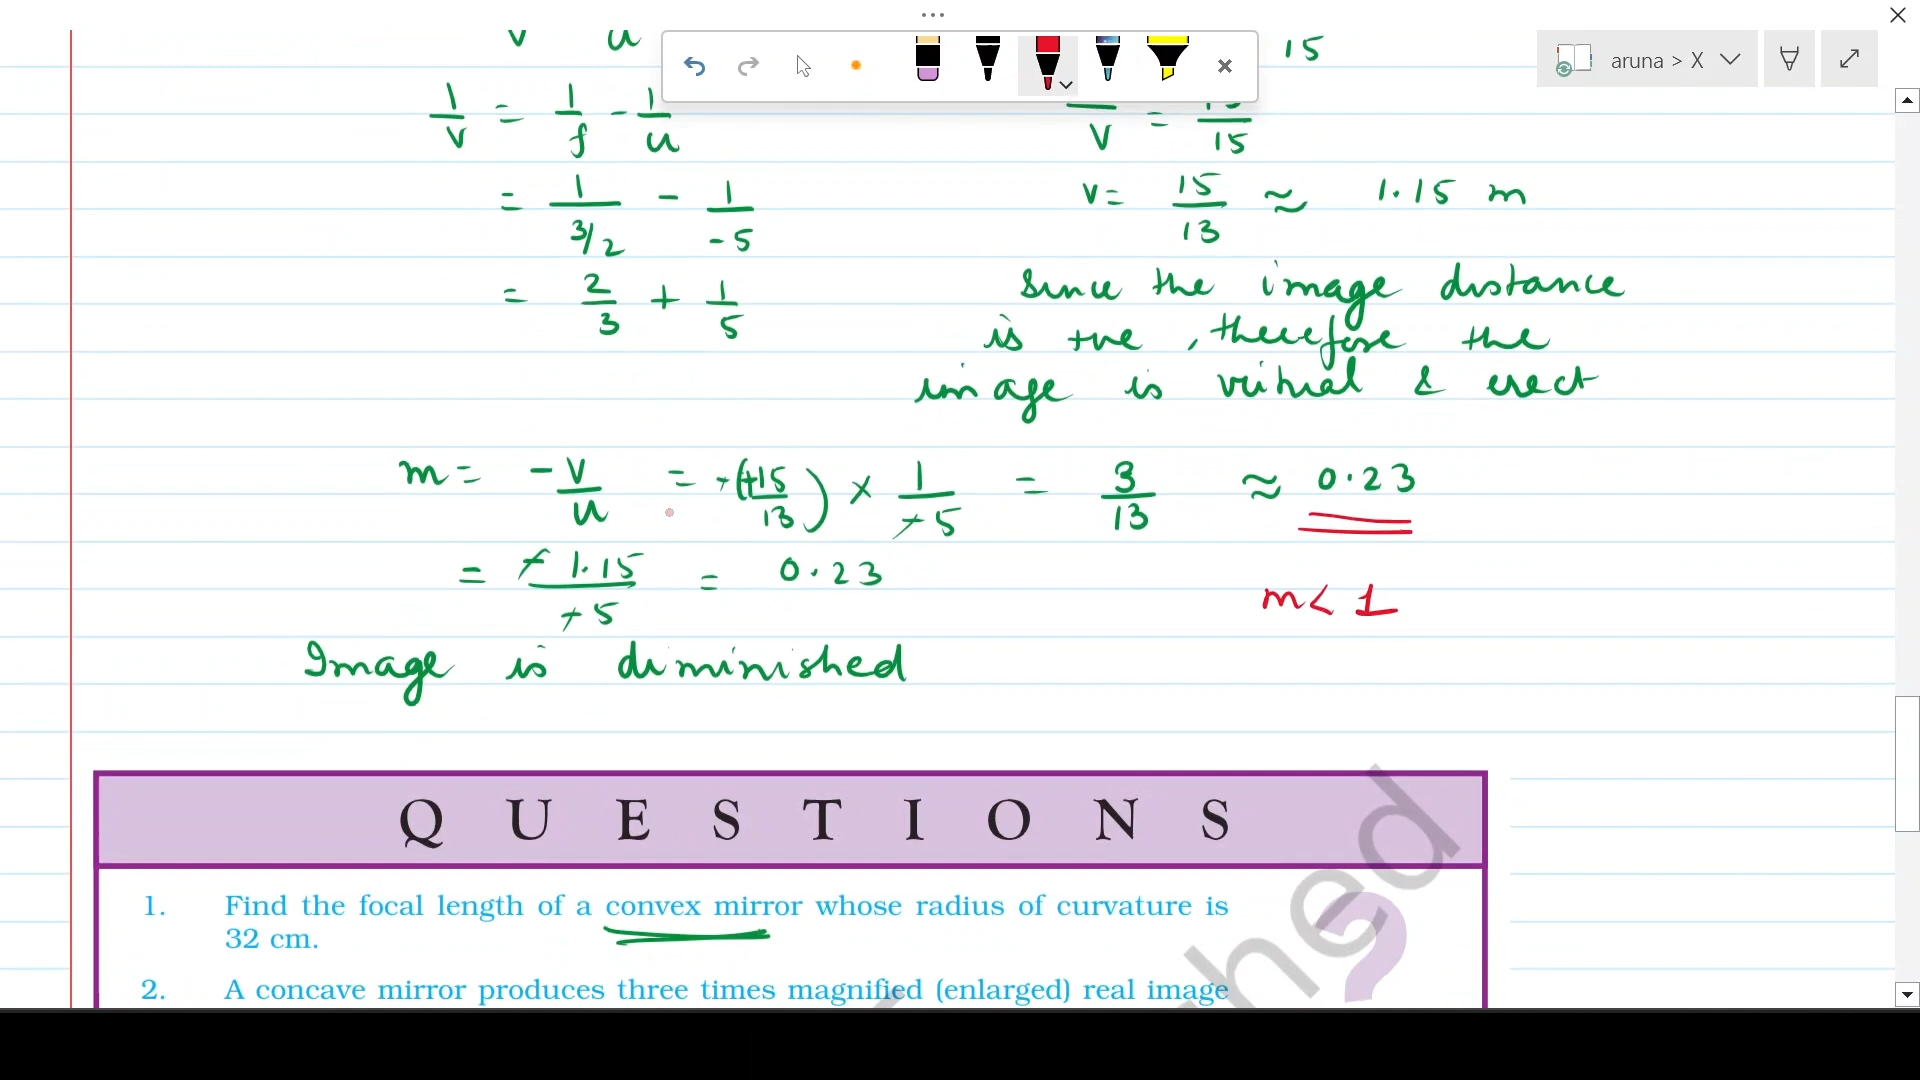 ...
v u
15
aruna > X
1/v = 1/f - 1/u
v = 15
= 1/(3/2) - 1/-5
v = 15/13 ≈ 1.15 m
= 2/3 + 1/5
Since the image distance
is +ve, therefore the
image is virtual & erect
m = -v/u = -(+15/13) × 1/-5 = 3/13 ≈ 0.23
= -1.15/-5 = 0.23
m < 1
Image is diminished
QUESTIONS
1. Find the focal length of a convex mirror whose radius of curvature is
32 cm.
2. A concave mirror produces three times magnified (enlarged) real image
hed
?